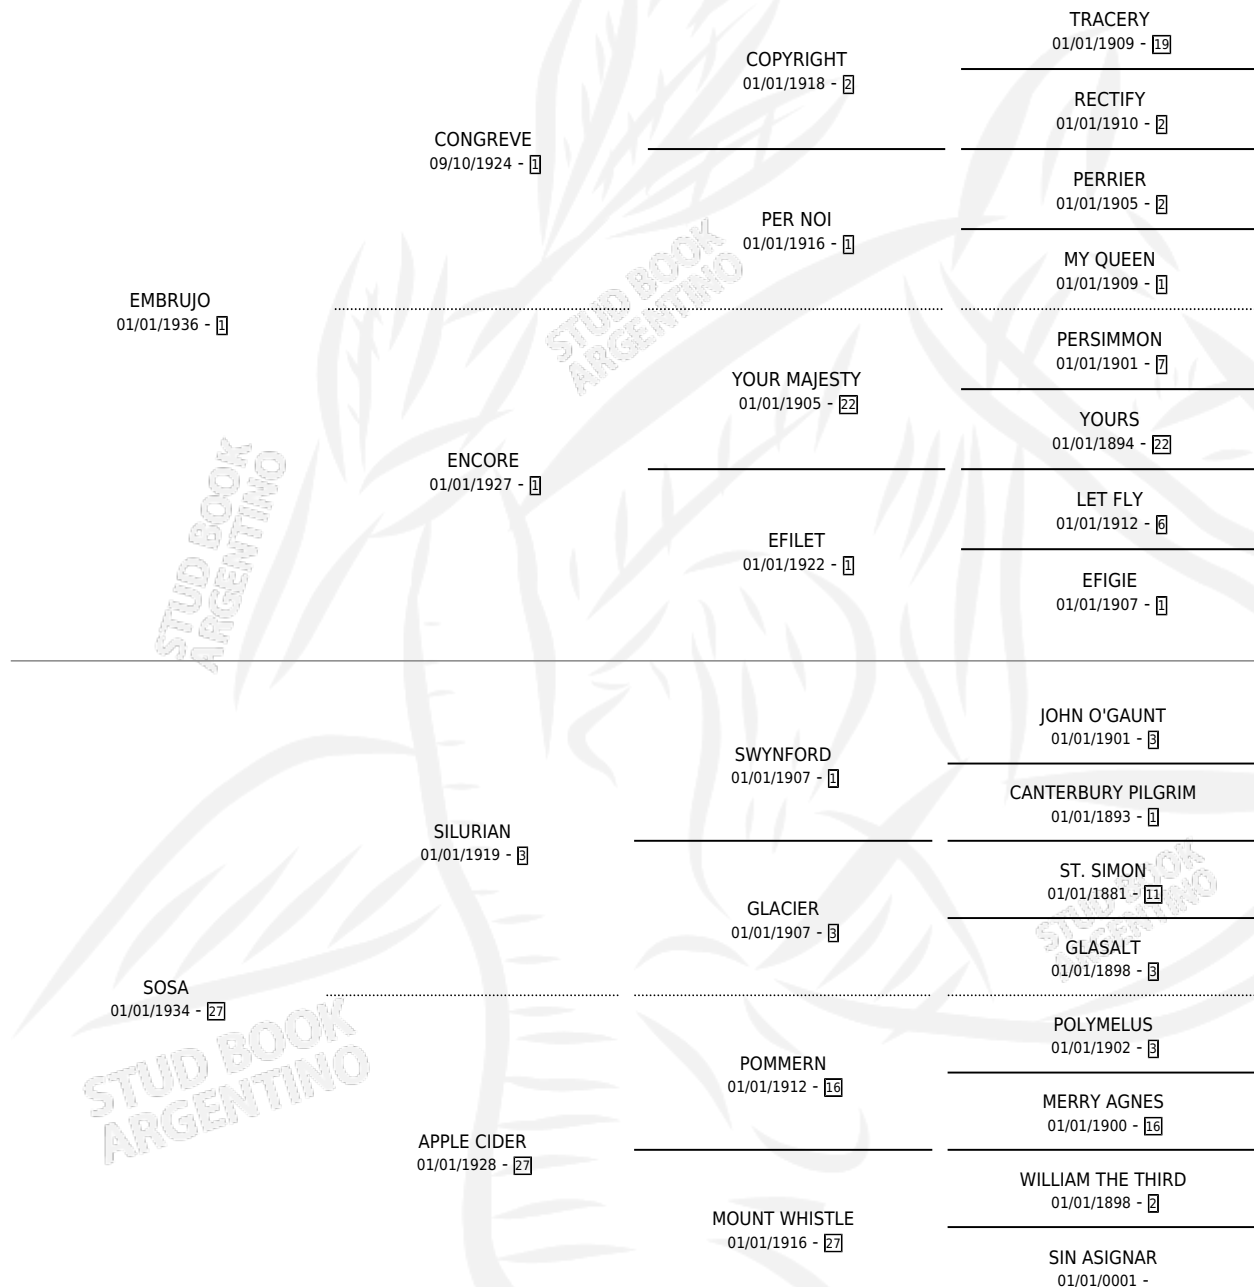 TRACERY
01/01/1909 - 19
COPYRIGHT
01/01/1918 - 2
RECTIFY
01/01/1910 - 2
CONGREVE
09/10/1924 - 1
PERRIER
01/01/1905 - 2
PER NOI
01/01/1916 - 1
MY QUEEN
01/01/1909 - 1
EMBRUJO
01/01/1936 - 1
PERSIMMON
01/01/1901 - 7
YOUR MAJESTY
01/01/1905 - 22
YOURS
01/01/1894 - 22
ENCORE
01/01/1927 - 1
LET FLY
01/01/1912 - 6
EFILET
01/01/1922 - 1
EFIGIE
01/01/1907 - 1
JOHN O'GAUNT
01/01/1901 - 3
SWYNFORD
01/01/1907 - 1
CANTERBURY PILGRIM
01/01/1893 - 1
SILURIAN
01/01/1919 - 3
ST. SIMON
01/01/1881 - 11
GLACIER
01/01/1907 - 3
GLASALT
01/01/1898 - 3
SOSA
01/01/1934 - 27
POLYMELUS
01/01/1902 - 3
POMMERN
01/01/1912 - 16
MERRY AGNES
01/01/1900 - 16
APPLE CIDER
01/01/1928 - 27
WILLIAM THE THIRD
01/01/1898 - 2
MOUNT WHISTLE
01/01/1916 - 27
SIN ASIGNAR
01/01/0001 -
STUD BOOK
ARGENTINO
STUD BOOK
ARGENTINO
STUD BOOK
ARGENTINO
STUD BOOK
ARGENTINO